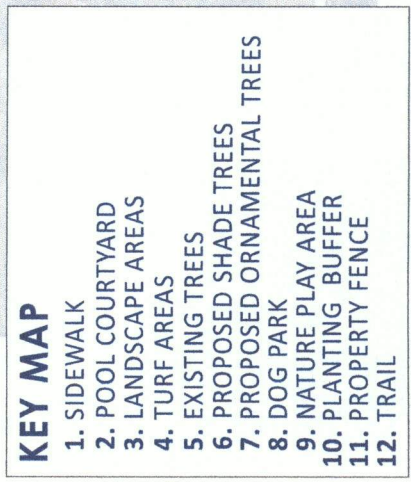 KEY MAP
1. SIDEWALK
2. POOL COURTYARD
3. LANDSCAPE AREAS
4. TURF AREAS
5. EXISTING TREES
6. PROPOSED SHADE TREES
7. PROPOSED ORNAMENTAL TREES
8. DOG PARK
9. NATURE PLAY AREA
10. PLANTING BUFFER
11. PROPERTY FENCE
12. TRAIL